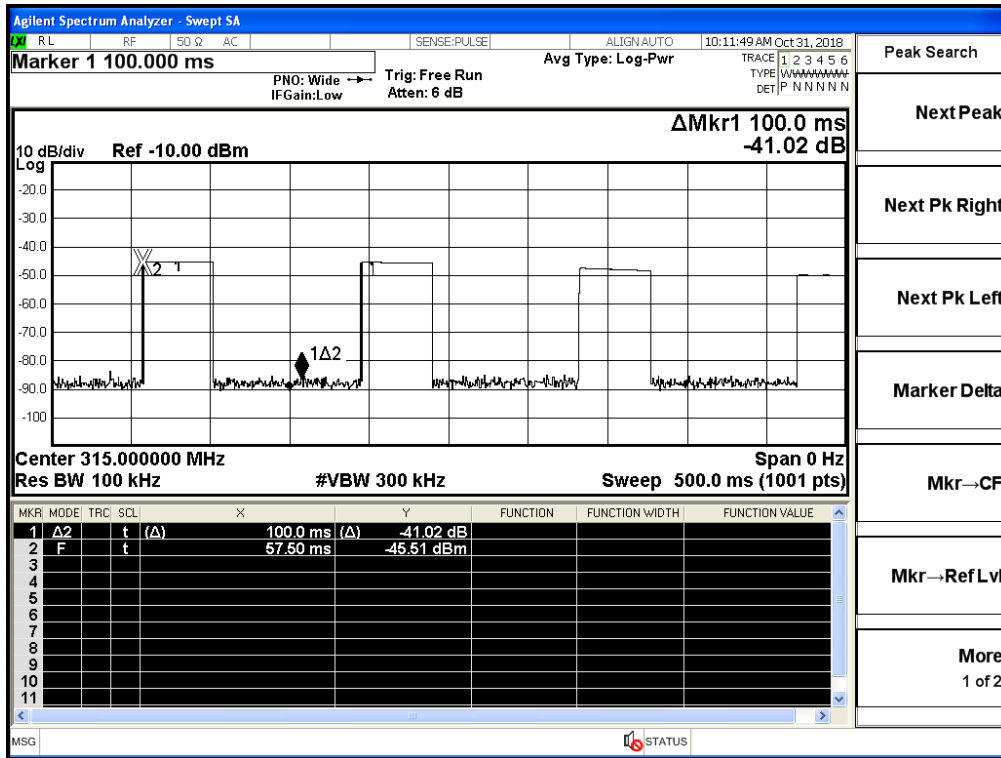 Agilent Spectrum Analyzer - Swept SA
LXI RL RF 50 Ω AC SENSE:PULSE ALIGN AUTO 10:11:49 AM Oct 31, 2018
Marker 1 100.000 ms
PNO: Wide
IFGain:Low
Trig: Free Run
Atten: 6 dB
Avg Type: Log-Pwr
TRACE 1 2 3 4 5 6
TYPE WWWWWW
DET P N N N N N
ΔMkr1 100.0 ms
-41.02 dB
10 dB/div Ref -10.00 dBm
Log
-20.0
-30.0
-40.0
-50.0
-60.0
-70.0
-80.0
-90.0
-100
2 1
1Δ2
Center 315.000000 MHz Span 0 Hz
Res BW 100 kHz #VBW 300 kHz Sweep 500.0 ms (1001 pts)
MKR MODE TRC SCL X Y FUNCTION FUNCTION WIDTH FUNCTION VALUE
1 Δ2 t (Δ) 100.0 ms (Δ) -41.02 dB
2 F t 57.50 ms -45.51 dBm
3
4
5
6
7
8
9
10
11
MSG STATUS
Peak Search
Next Peak
Next Pk Right
Next Pk Left
Marker Delta
Mkr→CF
Mkr→Ref Lvl
More
1 of 2